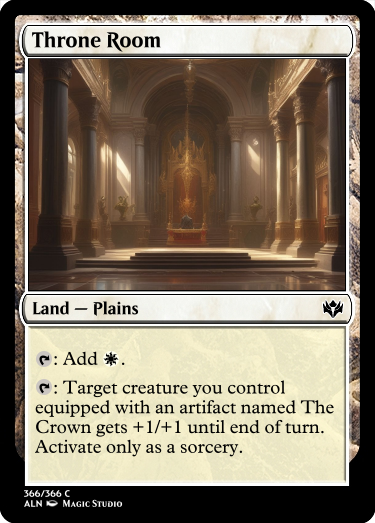 Throne Room
Land — Plains
: Add .
: Target creature you control
equipped with an artifact named The
Crown gets +1/+1 until end of turn.
Activate only as a sorcery.
366/366 C
ALN Magic Studio